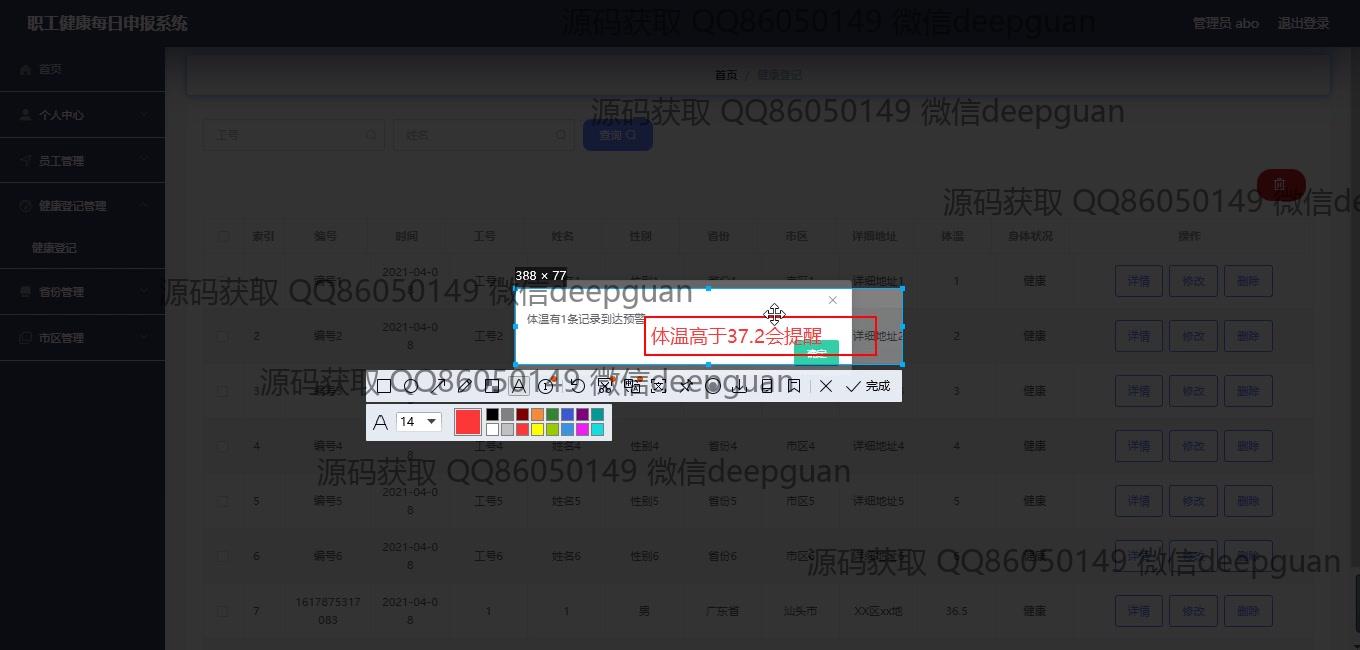 职工健康每日申报系统
源码获取 QQ86050149 微信deepguan
管理员 abo
退出登录
首页
首页 / 健康登记
个人中心
源码获取 QQ86050149 微信deepguan
工号
姓名
查询
员工管理
源码获取 QQ86050149 微信de
健康登记管理
索引 编号 时间 工号 姓名 性别 省份 市区 详细地址 体温 身体状况 操作
健康登记
388 × 77
编号1 2021-04-08 详细地址1 1 健康 详情 修改 删除
省份管理
源码获取 QQ86050149 微信deepguan
体温有1条记录到达预警
体温高于37.2会提醒
确定
2 编号2 2021-04-08 工号2 详细地址2 2 健康 详情 修改 删除
市区管理
源码获取 QQ86050149 微信deepguan
完成
3 健康 详情 修改 删除
14
4 编号4 工号4 姓名4 性别4 省份4 市区4 详细地址4 4 健康 详情 修改 删除
源码获取 QQ86050149 微信deepguan
5 编号5 2021-04-08 工号5 姓名5 性别5 省份5 市区5 详细地址5 5 健康 详情 修改 删除
源码获取 QQ86050149 微信deepguan
6 编号6 2021-04-08 工号6 姓名6 性别6 省份6 健康 详情 修改 删除
7 1617875317083 2021-04-08 1 1 男 广东省 汕头市 XX区xx地 36.5 健康 详情 修改 删除